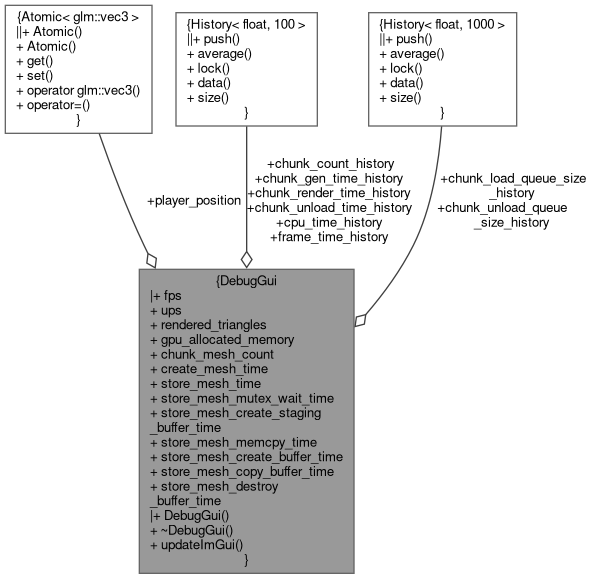 {Atomic< glm::vec3 >
||+ Atomic()
+ Atomic()
+ get()
+ set()
+ operator glm::vec3()
+ operator=()
}
{History< float, 100 >
||+ push()
+ average()
+ lock()
+ data()
+ size()
}
{History< float, 1000 >
||+ push()
+ average()
+ lock()
+ data()
+ size()
}
+player_position
+chunk_count_history
+chunk_gen_time_history
+chunk_render_time_history
+chunk_unload_time_history
+cpu_time_history
+frame_time_history
+chunk_load_queue_size
_history
+chunk_unload_queue
_size_history
{DebugGui
|+ fps
+ ups
+ rendered_triangles
+ gpu_allocated_memory
+ chunk_mesh_count
+ create_mesh_time
+ store_mesh_time
+ store_mesh_mutex_wait_time
+ store_mesh_create_staging
_buffer_time
+ store_mesh_memcpy_time
+ store_mesh_create_buffer_time
+ store_mesh_copy_buffer_time
+ store_mesh_destroy
_buffer_time
|+ DebugGui()
+ ~DebugGui()
+ updateImGui()
}